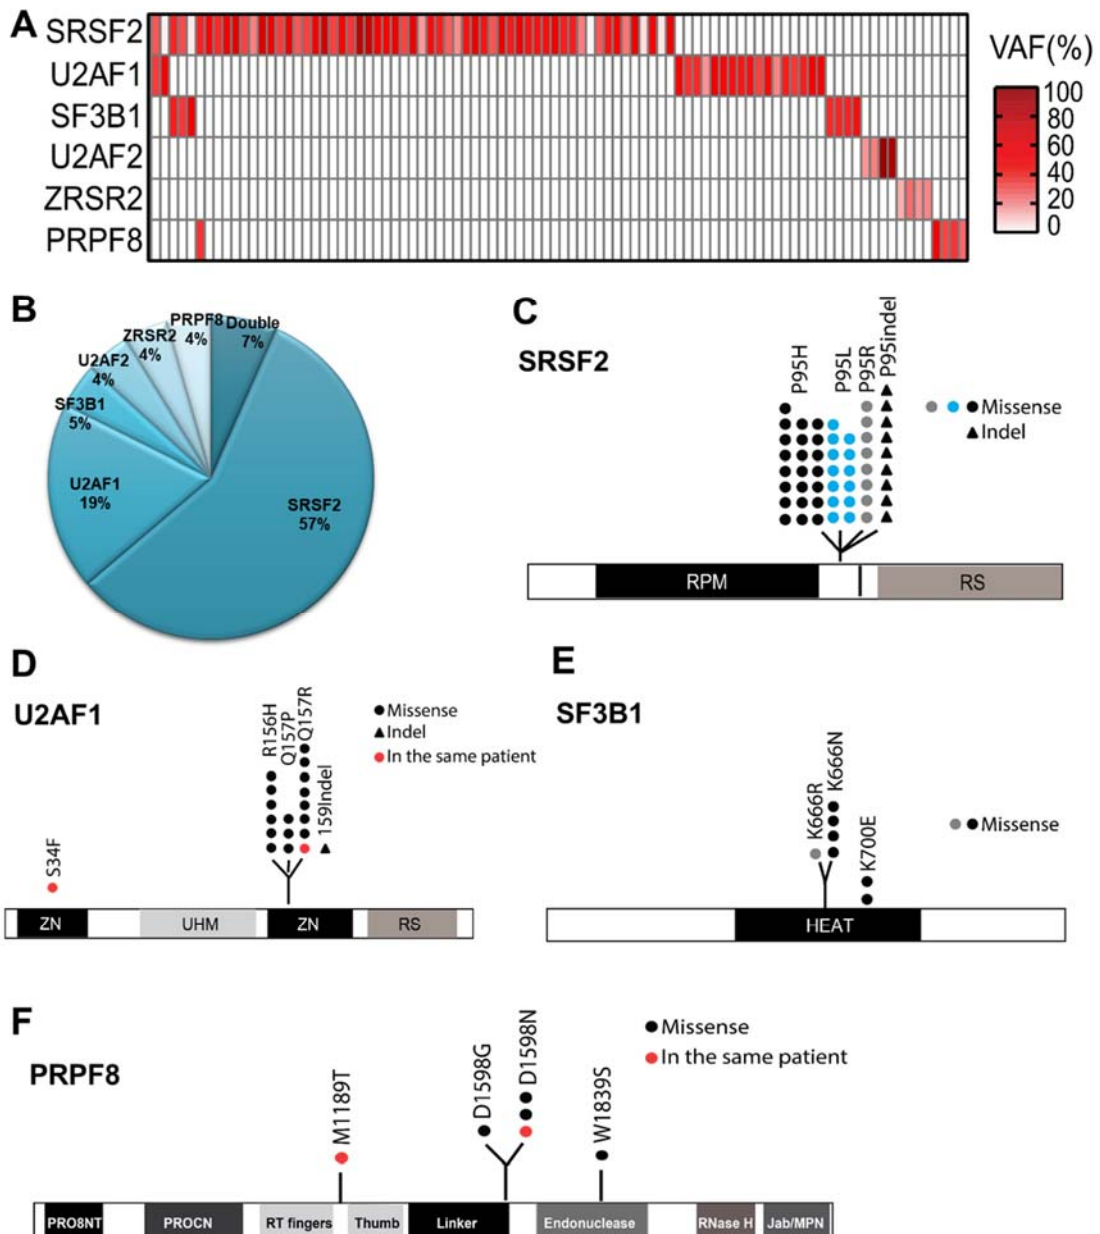 A
SRSF2
U2AF1
SF3B1
U2AF2
ZRSR2
PRPF8
VAF(%)
100
80
60
40
20
0
B
PRPF8
4%
Double
7%
ZRSR2
4%
U2AF2
4%
SF3B1
5%
U2AF1
19%
SRSF2
57%
C
SRSF2
P95H
P95L
P95R
P95indel
Missense
Indel
RPM
RS
D
U2AF1
S34F
R156H
Q157P
Q157R
159Indel
Missense
Indel
In the same patient
ZN
UHM
ZN
RS
E
SF3B1
K666R
K666N
K700E
Missense
HEAT
F
PRPF8
M1189T
D1598G
D1598N
W1839S
Missense
In the same patient
PRO8NT
PROCN
RT fingers
Thumb
Linker
Endonuclease
RNase H
Jab/MPN